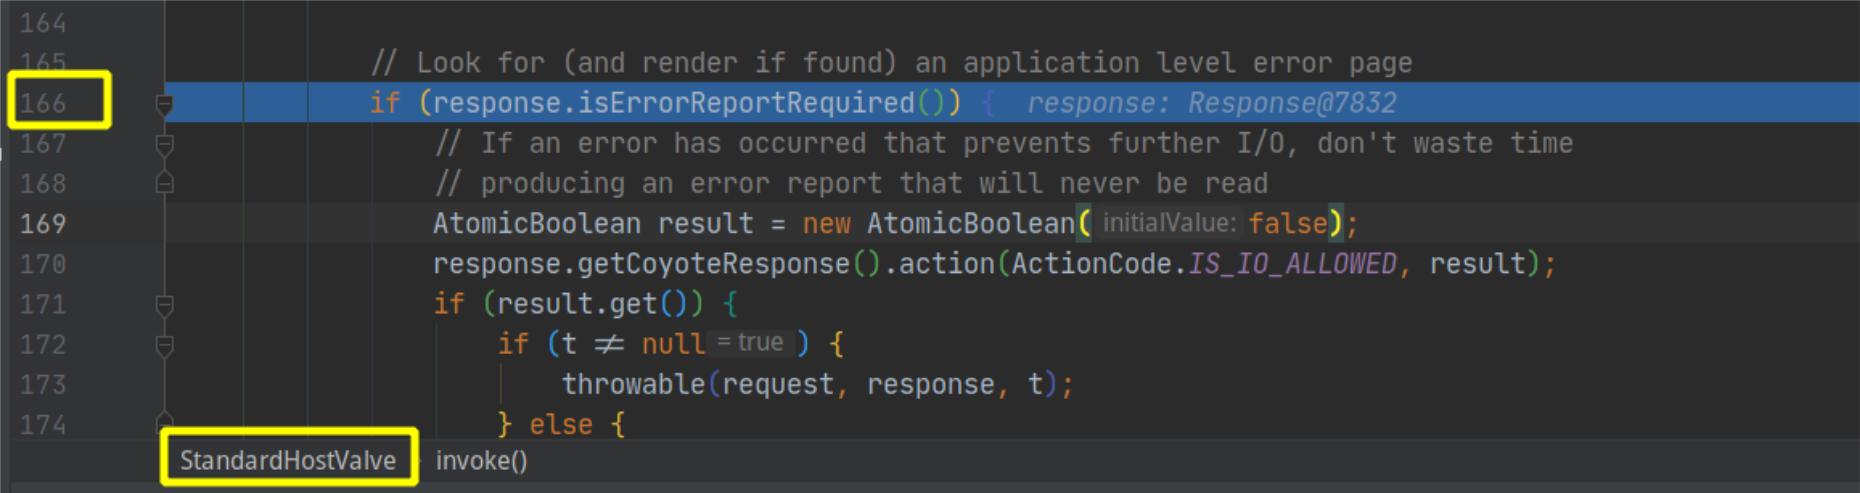 164
165 // Look for (and render if found) an application level error page
166 if (response.isErrorReportRequired()) { response: Response@7832
167 // If an error has occurred that prevents further I/O, don't waste time
168 // producing an error report that will never be read
169 AtomicBoolean result = new AtomicBoolean( initialValue: false);
170 response.getCoyoteResponse().action(ActionCode.IS_IO_ALLOWED, result);
171 if (result.get()) {
172 if (t ≠ null = true ) {
173 throwable(request, response, t);
174 } else {
StandardHostValve invoke()